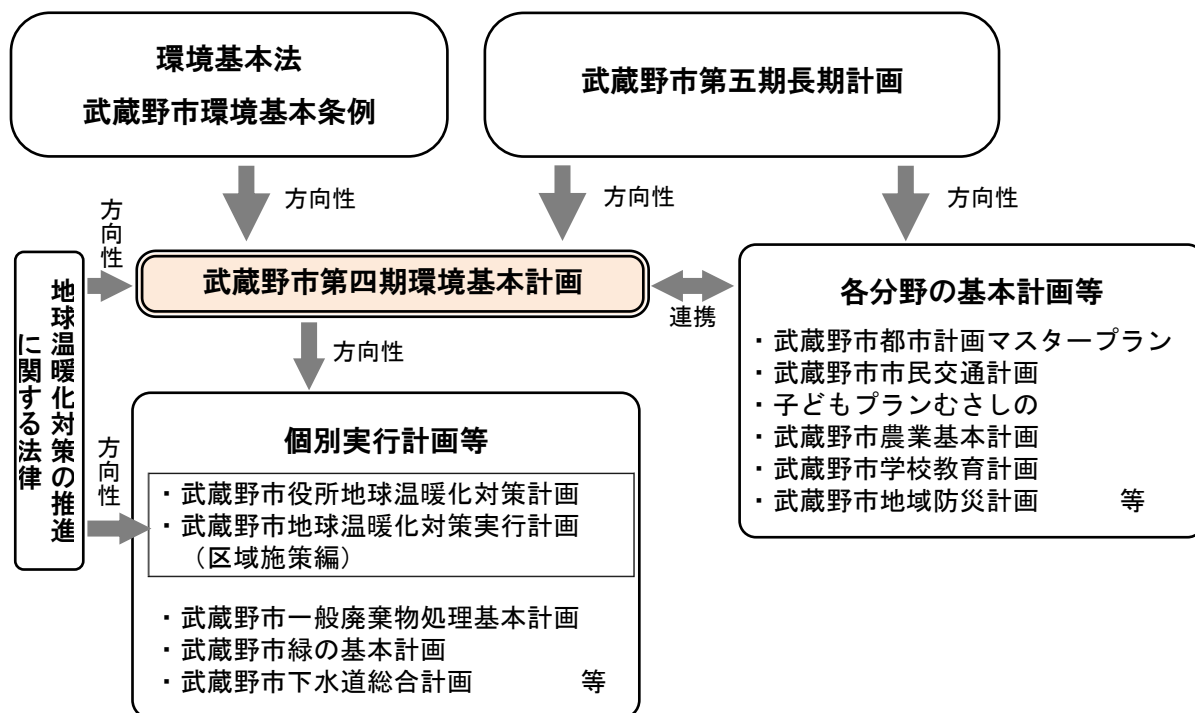 環境基本法
武蔵野市環境基本条例
武蔵野市第五期長期計画
方向性
方向性
方向性
方向性
地球温暖化対策の推進
に関する法律
武蔵野市第四期環境基本計画
連携
方向性
各分野の基本計画等
・武蔵野市都市計画マスタープラン
・武蔵野市市民交通計画
・子どもプランむさしの
・武蔵野市農業基本計画
・武蔵野市学校教育計画
・武蔵野市地域防災計画 等
方向性
個別実行計画等
・武蔵野市役所地球温暖化対策計画
・武蔵野市地球温暖化対策実行計画
（区域施策編）
・武蔵野市一般廃棄物処理基本計画
・武蔵野市緑の基本計画
・武蔵野市下水道総合計画 等